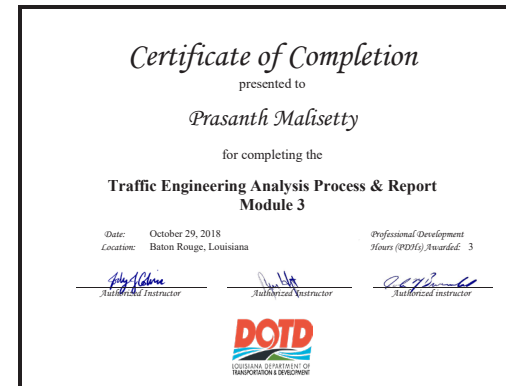 Certificate of Completion
presented to
Prasanth Malisetty
for completing the
Traffic Engineering Analysis Process & Report
Module 3
Date: October 29, 2018
Location: Baton Rouge, Louisiana
Professional Development
Hours (PDHs) Awarded: 3
Authorized Instructor
Authorized Instructor
Authorized instructor
DOTD
LOUISIANA DEPARTMENT OF
TRANSPORTATION & DEVELOPMENT